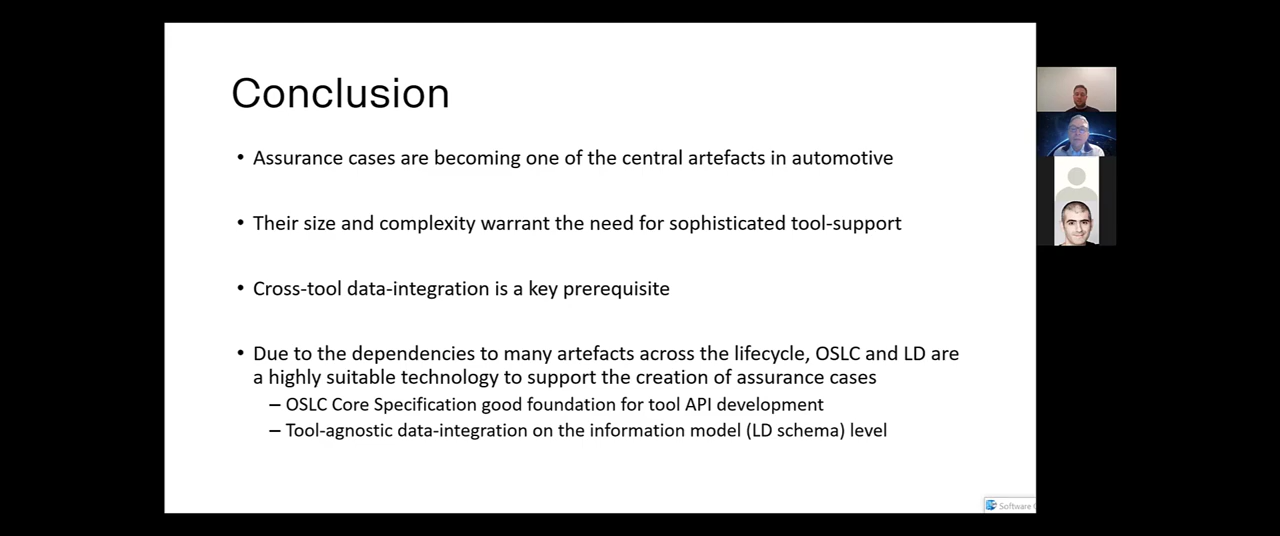 Conclusion
• Assurance cases are becoming one of the central artefacts in automotive
• Their size and complexity warrant the need for sophisticated tool-support
• Cross-tool data-integration is a key prerequisite
• Due to the dependencies to many artefacts across the lifecycle, OSLC and LD are
a highly suitable technology to support the creation of assurance cases
– OSLC Core Specification good foundation for tool API development
– Tool-agnostic data-integration on the information model (LD schema) level
Software